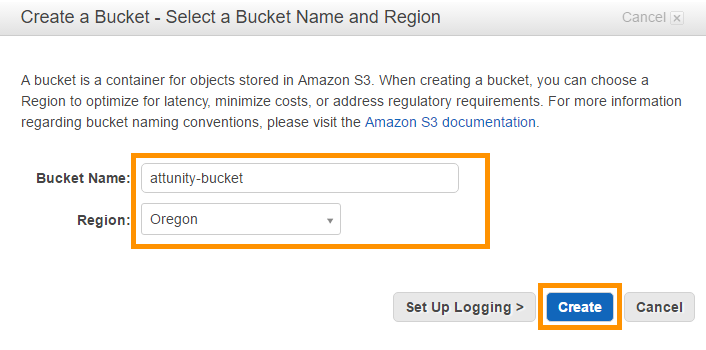 Create a Bucket - Select a Bucket Name and Region
Cancel
A bucket is a container for objects stored in Amazon S3. When creating a bucket, you can choose a
Region to optimize for latency, minimize costs, or address regulatory requirements. For more information
regarding bucket naming conventions, please visit the Amazon S3 documentation.
Bucket Name: attunity-bucket
Region: Oregon
Set Up Logging > Create Cancel